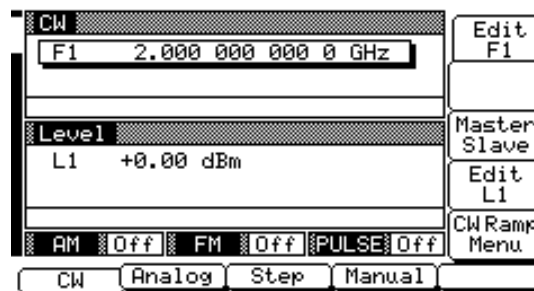 CW
F1 2.000 000 000 0 GHz
Level
L1 +0.00 dBm
AM Off FM Off PULSE Off
Edit
F1
Master
Slave
Edit
L1
CW Ramp
Menu
CW Analog Step Manual